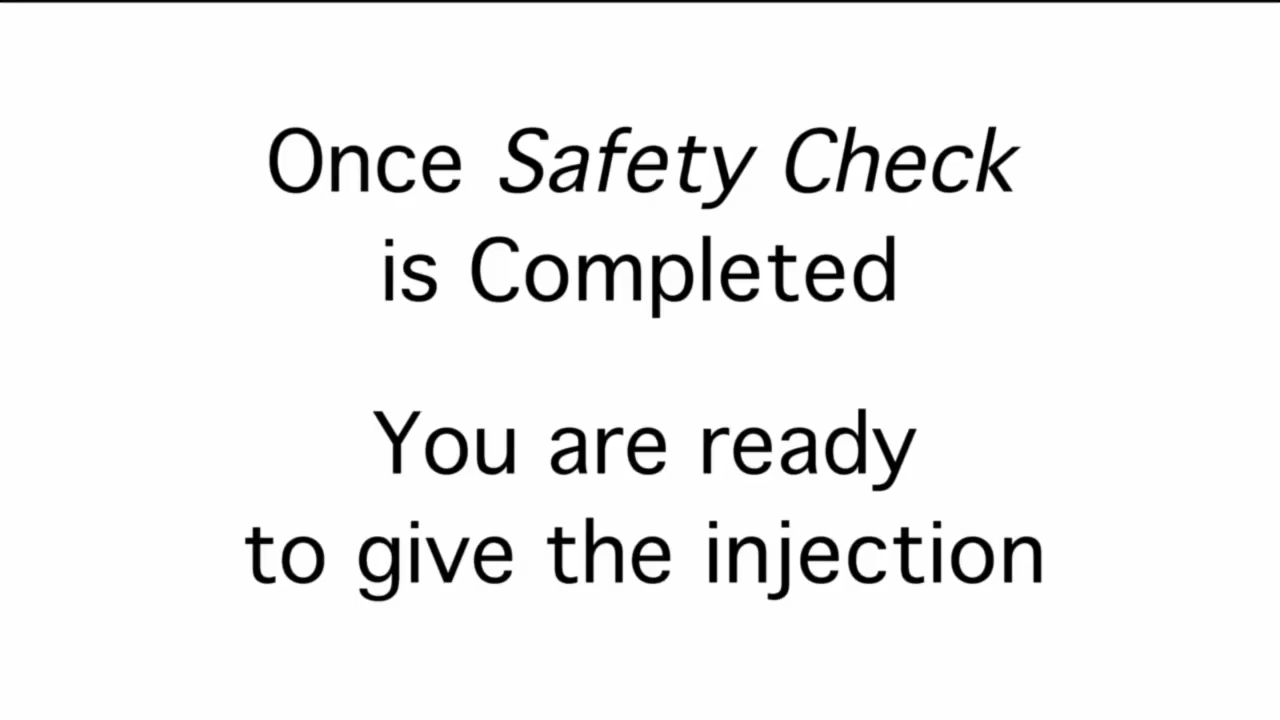 Once Safety Check
is Completed
You are ready
to give the injection